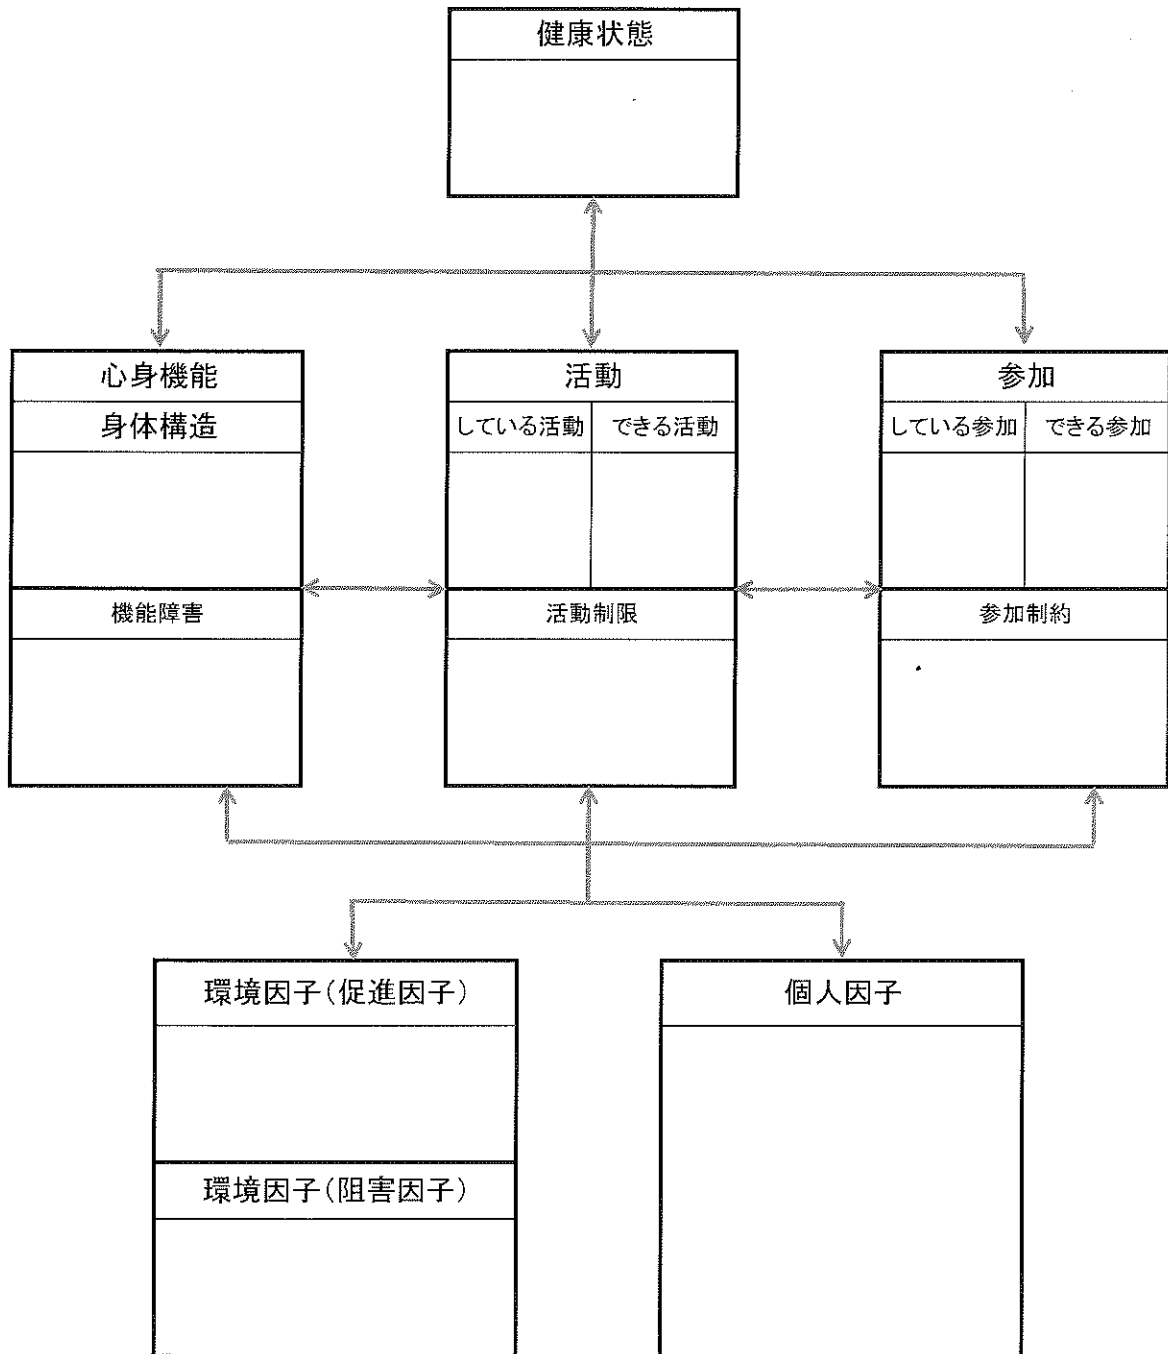 健康状態
心身機能
身体構造
機能障害
活動
している活動 できる活動
活動制限
参加
している参加 できる参加
参加制約
環境因子(促進因子)
環境因子(阻害因子)
個人因子